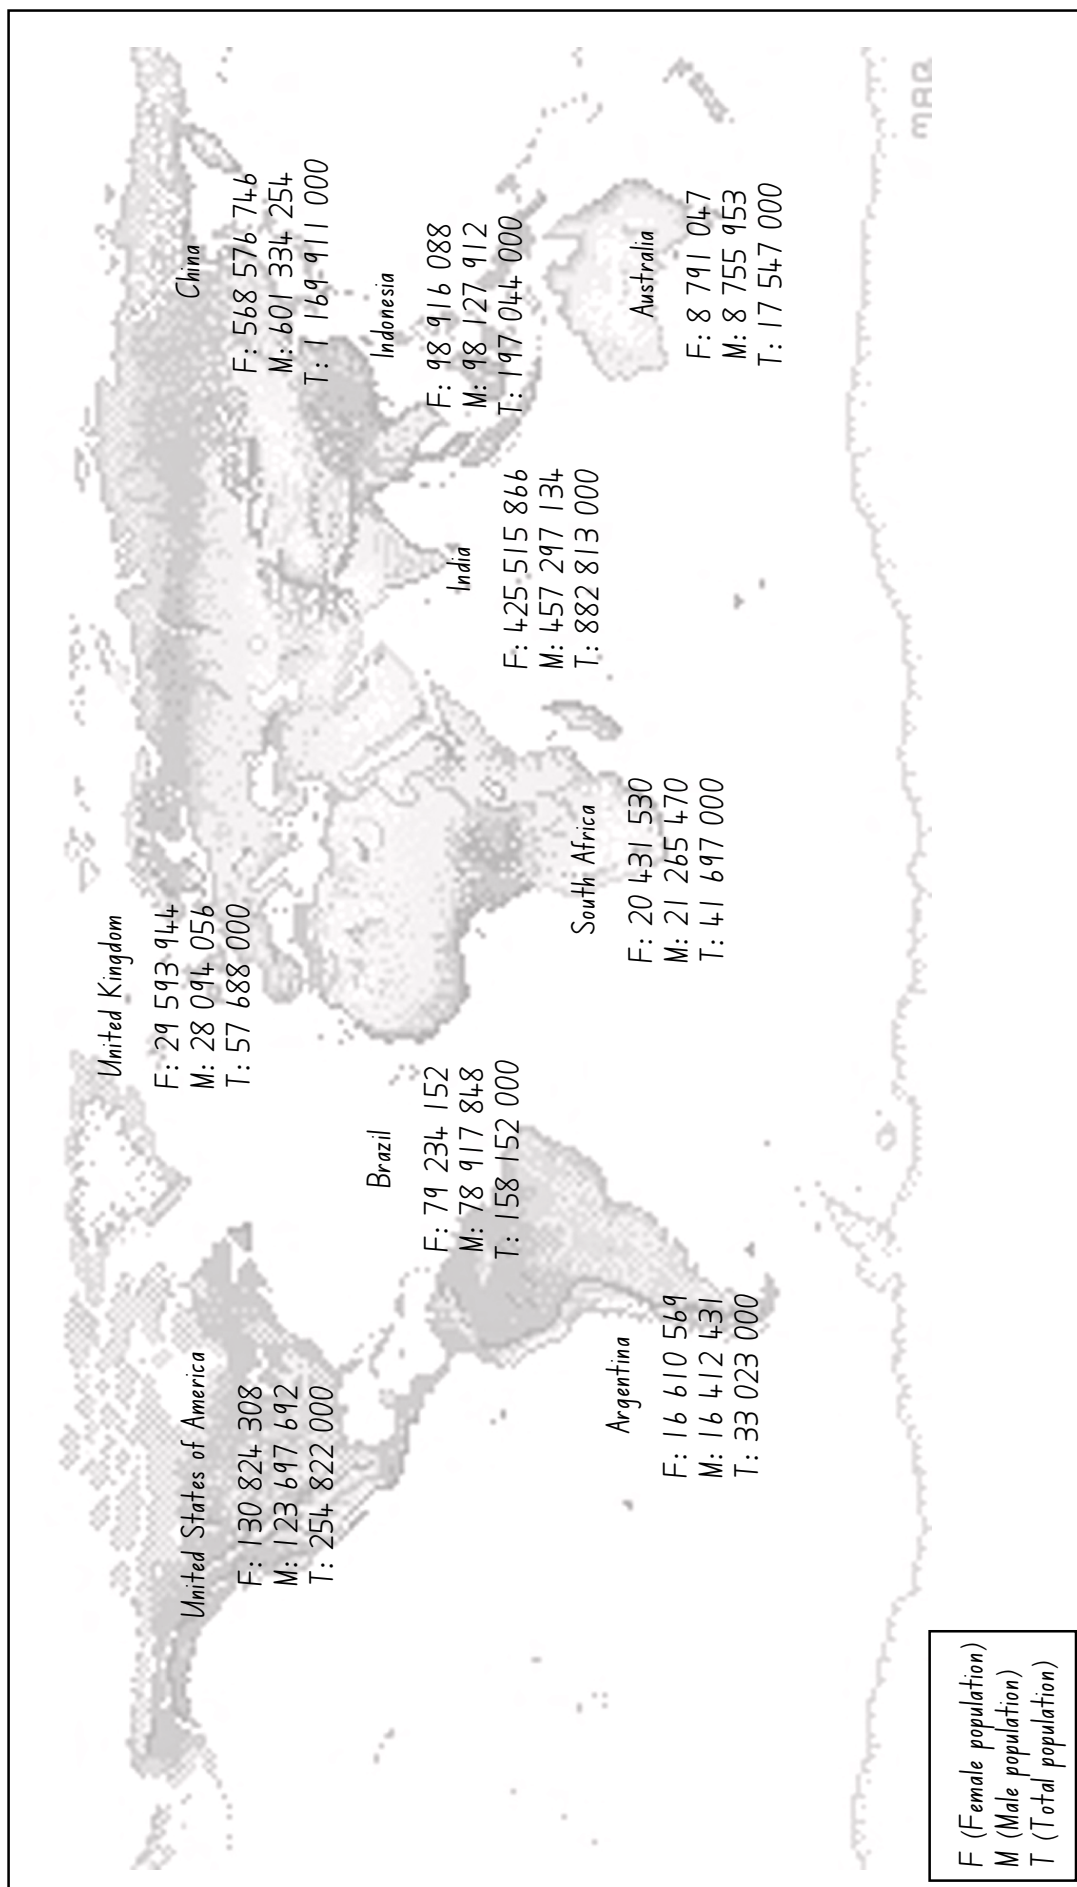 United States of America
F: 130 824 308
M: 123 697 692
T: 254 822 000
United Kingdom
F: 29 593 944
M: 28 094 056
T: 57 688 000
China
F: 568 576 746
M: 601 334 254
T: 1 169 911 000
Brazil
F: 79 234 152
M: 78 917 848
T: 158 152 000
Indonesia
F: 98 916 088
M: 98 127 912
T: 197 044 000
India
F: 425 515 866
M: 457 297 134
T: 882 813 000
Argentina
F: 16 610 569
M: 16 412 431
T: 33 023 000
South Africa
F: 20 431 530
M: 21 265 470
T: 41 697 000
Australia
F: 8 791 047
M: 8 755 953
T: 17 547 000
F (Female population)
M (Male population)
T (Total population)